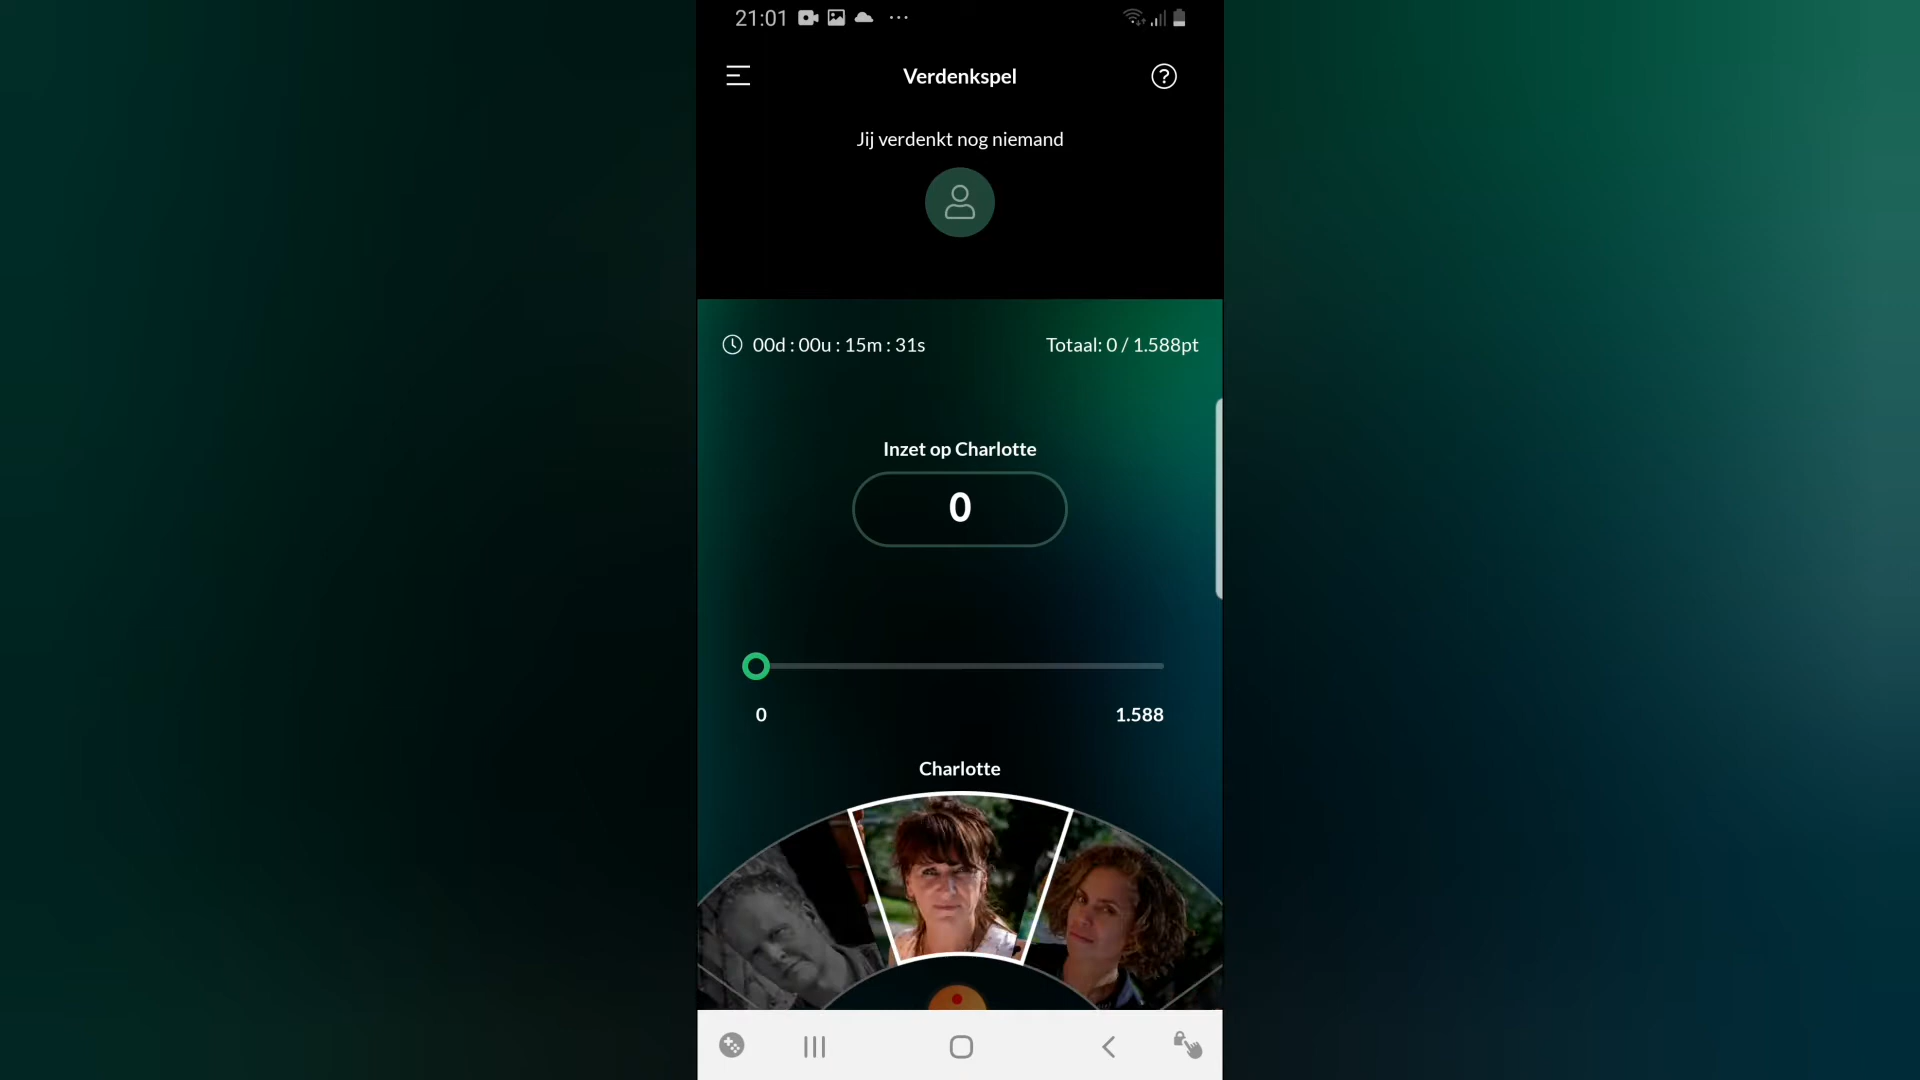 21:01
Verdenkspel
Jij verdenkt nog niemand
00d : 00u : 15m : 31s
Totaal: 0 / 1.588pt
Inzet op Charlotte
0
0
1.588
Charlotte